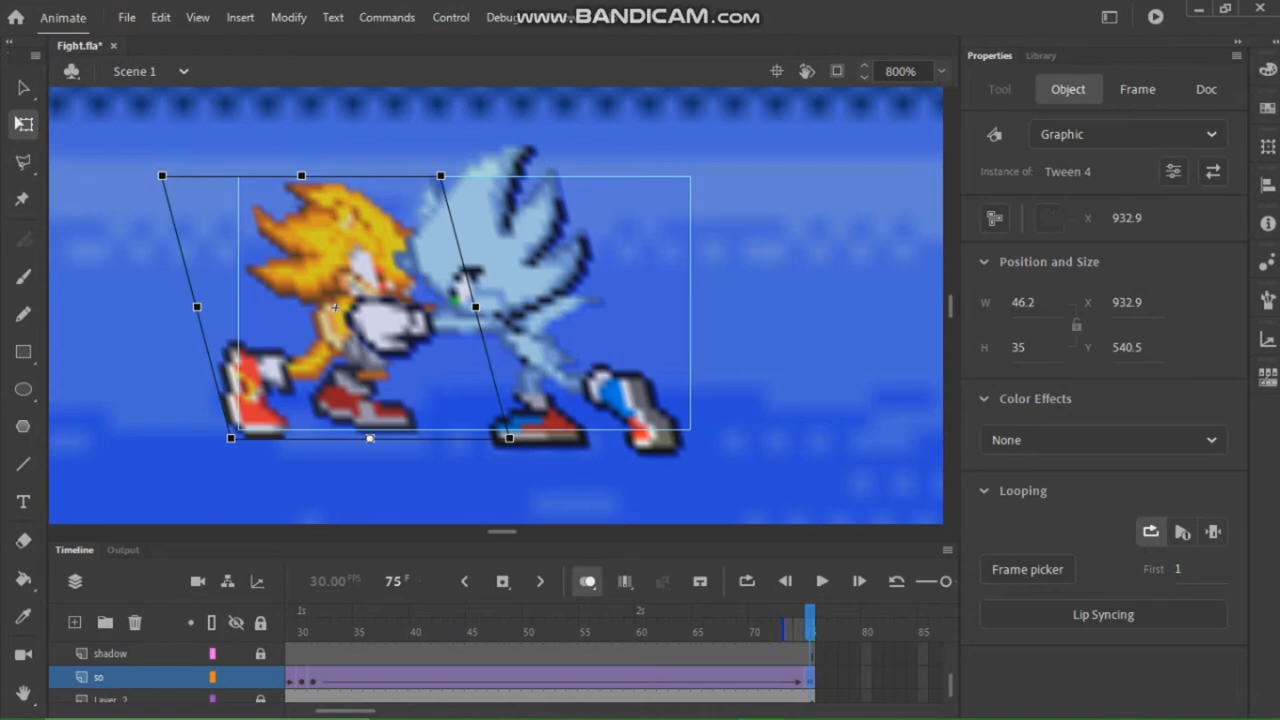 Animate File Edit View Insert Modify Commands Text Control Debug www.BANDICAM.com
Fight.fla*
Scene 1
800%
Properties Library
Tool Object Frame Doc
Graphic
Instance of: Tween 4
X 932.9
Position and Size
W 46.2 X 932.9
H 35 Y 540.5
Color Effects
None
Looping
Frame picker First 1
Lip Syncing
Timeline Output
30.00 FPS 75 F
1s 2s
30 35 40 45 50 55 60 65 70 80 85
shadow
so
Layer_2